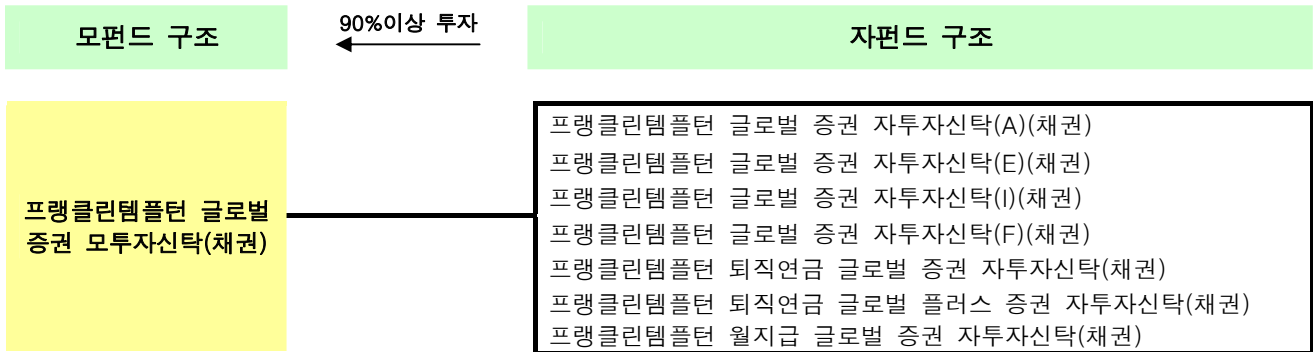 모펀드 구조
90%이상 투자
자펀드 구조
프랭클린템플턴 글로벌
증권 모투자신탁(채권)
프랭클린템플턴 글로벌 증권 자투자신탁(A)(채권)
프랭클린템플턴 글로벌 증권 자투자신탁(E)(채권)
프랭클린템플턴 글로벌 증권 자투자신탁(I)(채권)
프랭클린템플턴 글로벌 증권 자투자신탁(F)(채권)
프랭클린템플턴 퇴직연금 글로벌 증권 자투자신탁(채권)
프랭클린템플턴 퇴직연금 글로벌 플러스 증권 자투자신탁(채권)
프랭클린템플턴 월지급 글로벌 증권 자투자신탁(채권)